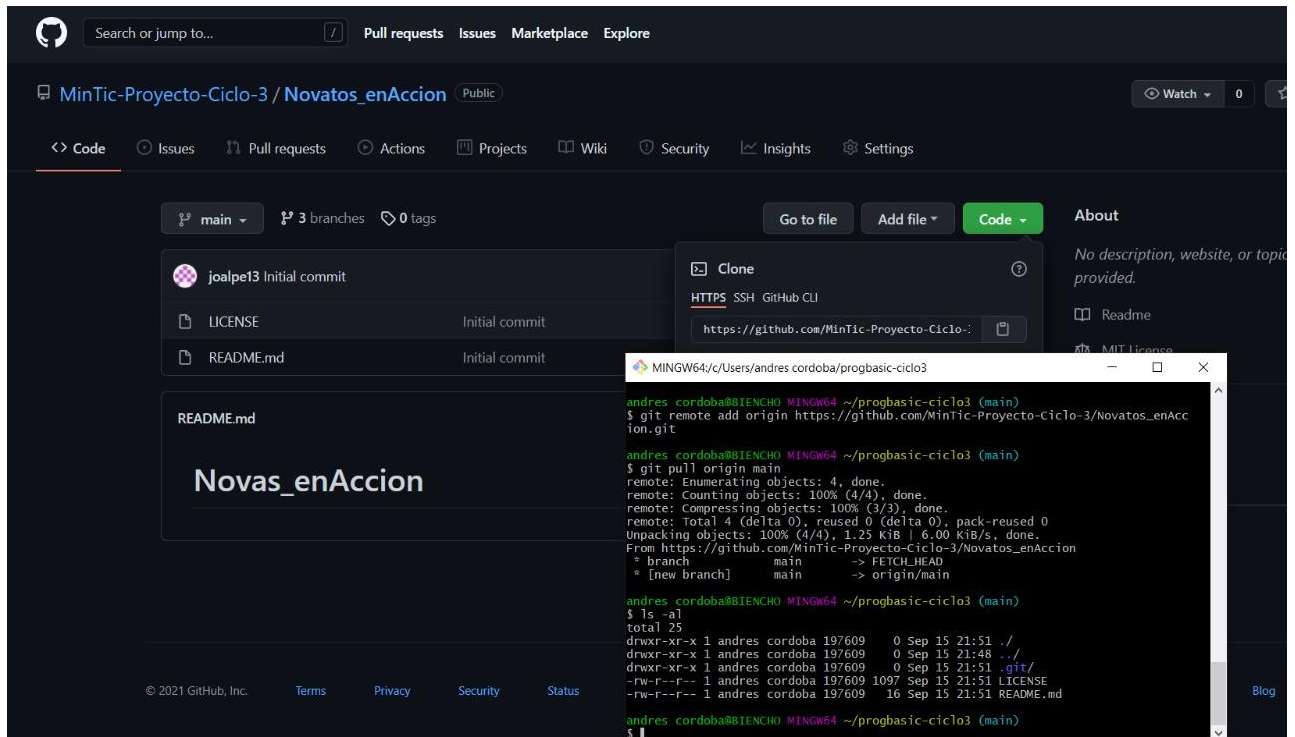 Search or jump to... /
Pull requests Issues Marketplace Explore
MinTic-Proyecto-Ciclo-3 / Novatos_enAccion Public
Watch 0
Code Issues Pull requests Actions Projects Wiki Security Insights Settings
main 3 branches 0 tags
Go to file Add file Code
About
No description, website, or topic
provided.
Readme
MIT License
joalpe13 Initial commit
LICENSE Initial commit
README.md Initial commit
Clone
HTTPS SSH GitHub CLI
https://github.com/MinTic-Proyecto-Ciclo-:
README.md
Novas_enAccion
MINGW64:/c/Users/andres cordoba/progbasic-ciclo3
andres cordoba@BIENCHO MINGW64 ~/progbasic-ciclo3 (main)
$ git remote add origin https://github.com/MinTic-Proyecto-Ciclo-3/Novatos_enAcc
ion.git
andres cordoba@BIENCHO MINGW64 ~/progbasic-ciclo3 (main)
$ git pull origin main
remote: Enumerating objects: 4, done.
remote: Counting objects: 100% (4/4), done.
remote: Compressing objects: 100% (3/3), done.
remote: Total 4 (delta 0), reused 0 (delta 0), pack-reused 0
Unpacking objects: 100% (4/4), 1.25 KiB | 6.00 KiB/s, done.
From https://github.com/MinTic-Proyecto-Ciclo-3/Novatos_enAccion
* branch main -> FETCH_HEAD
* [new branch] main -> origin/main
andres cordoba@BIENCHO MINGW64 ~/progbasic-ciclo3 (main)
$ ls -al
total 25
drwxr-xr-x 1 andres cordoba 197609 0 Sep 15 21:51 ./
drwxr-xr-x 1 andres cordoba 197609 0 Sep 15 21:48 ../
drwxr-xr-x 1 andres cordoba 197609 0 Sep 15 21:51 .git/
-rw-r--r-- 1 andres cordoba 197609 1097 Sep 15 21:51 LICENSE
-rw-r--r-- 1 andres cordoba 197609 16 Sep 15 21:51 README.md
andres cordoba@BIENCHO MINGW64 ~/progbasic-ciclo3 (main)
$
© 2021 GitHub, Inc. Terms Privacy Security Status Blog